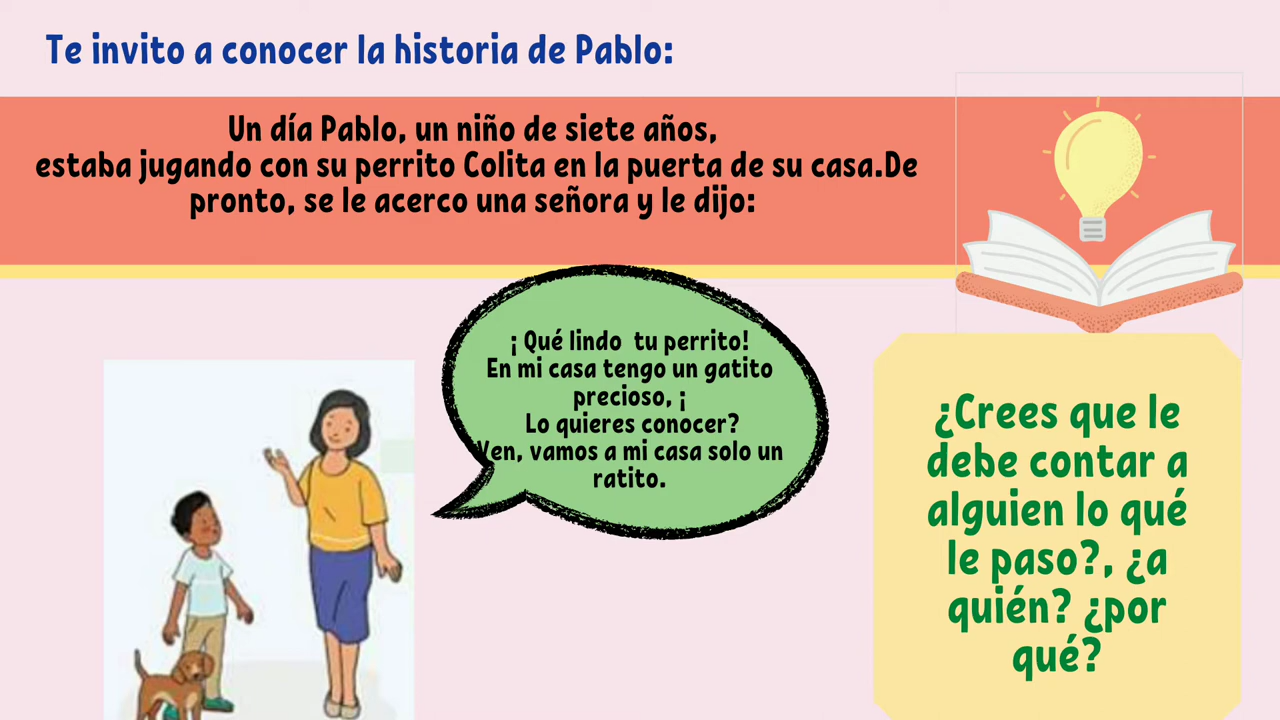 Te invito a conocer la historia de Pablo:
Un día Pablo, un niño de siete años,
estaba jugando con su perrito Colita en la puerta de su casa.De
pronto, se le acerco una señora y le dijo:
¡ Qué lindo  tu perrito!
En mi casa tengo un gatito
precioso, ¡
Lo quieres conocer?
Ven, vamos a mi casa solo un
ratito.
¿Crees que le
debe contar a
alguien lo qué
le paso?, ¿a
quién? ¿por
qué?